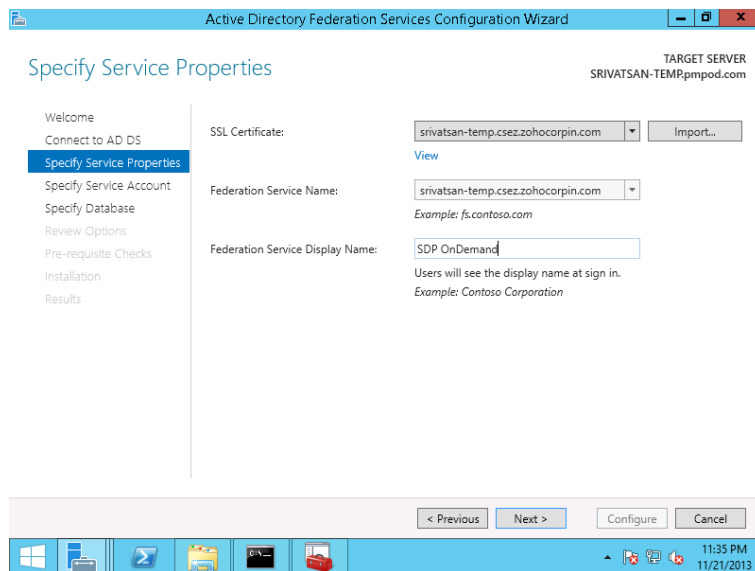 Active Directory Federation Services Configuration Wizard
Specify Service Properties
TARGET SERVER
SRIVATSAN-TEMP.pmpod.com
Welcome
Connect to AD DS
Specify Service Properties
Specify Service Account
Specify Database
Review Options
Pre-requisite Checks
Installation
Results
SSL Certificate:
srivatsan-temp.csez.zohocorpin.com
Import...
View
Federation Service Name:
srivatsan-temp.csez.zohocorpin.com
Example: fs.contoso.com
Federation Service Display Name:
SDP OnDemand
Users will see the display name at sign in.
Example: Contoso Corporation
< Previous
Next >
Configure
Cancel
C:\_
11:35 PM
11/21/2013